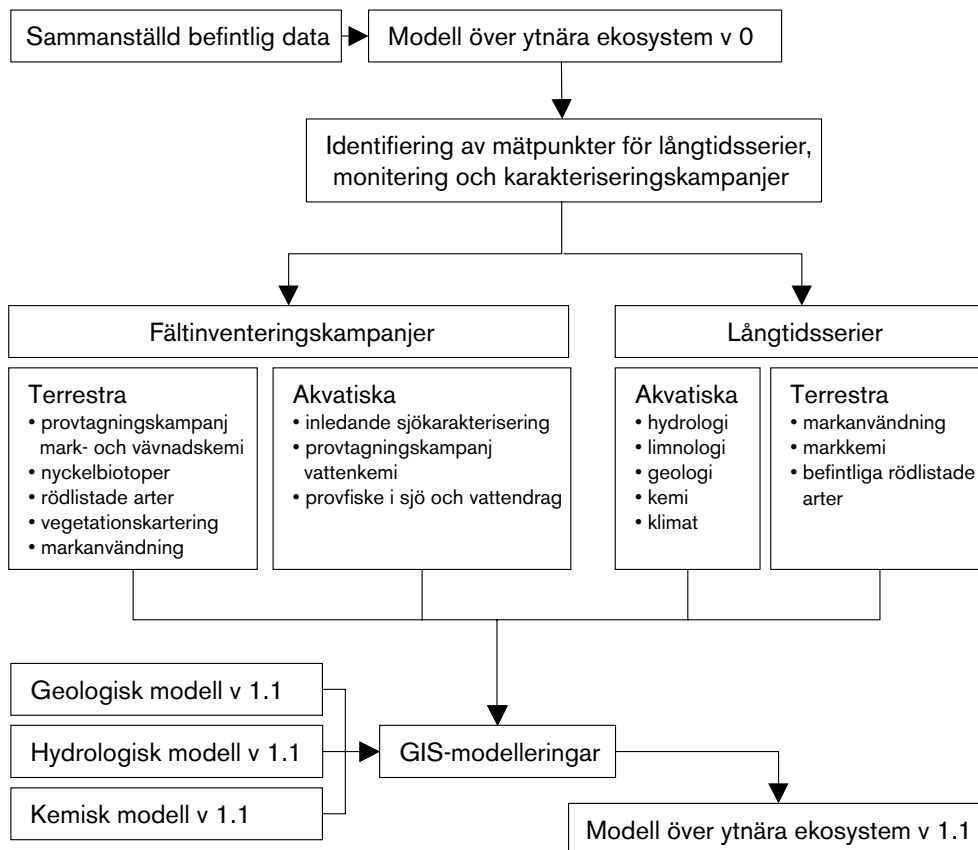 Sammanställd befintlig data
Modell över ytnära ekosystem v 0
Identifiering av mätpunkter för långtidsserier,
monitering och karakteriseringskampanjer
Fältinventeringskampanjer
Långtidsserier
Terrestra
• provtagningskampanj
mark- och vävnadskemi
• nyckelbiotoper
• rödlistade arter
• vegetationskartering
• markanvändning
Akvatiska
• inledande sjökarakterisering
• provtagningskampanj
vattenkemi
• provfiske i sjö och vattendrag
Akvatiska
• hydrologi
• limnologi
• geologi
• kemi
• klimat
Terrestra
• markanvändning
• markkemi
• befintliga rödlistade
arter
Geologisk modell v 1.1
Hydrologisk modell v 1.1
Kemisk modell v 1.1
GIS-modelleringar
Modell över ytnära ekosystem v 1.1